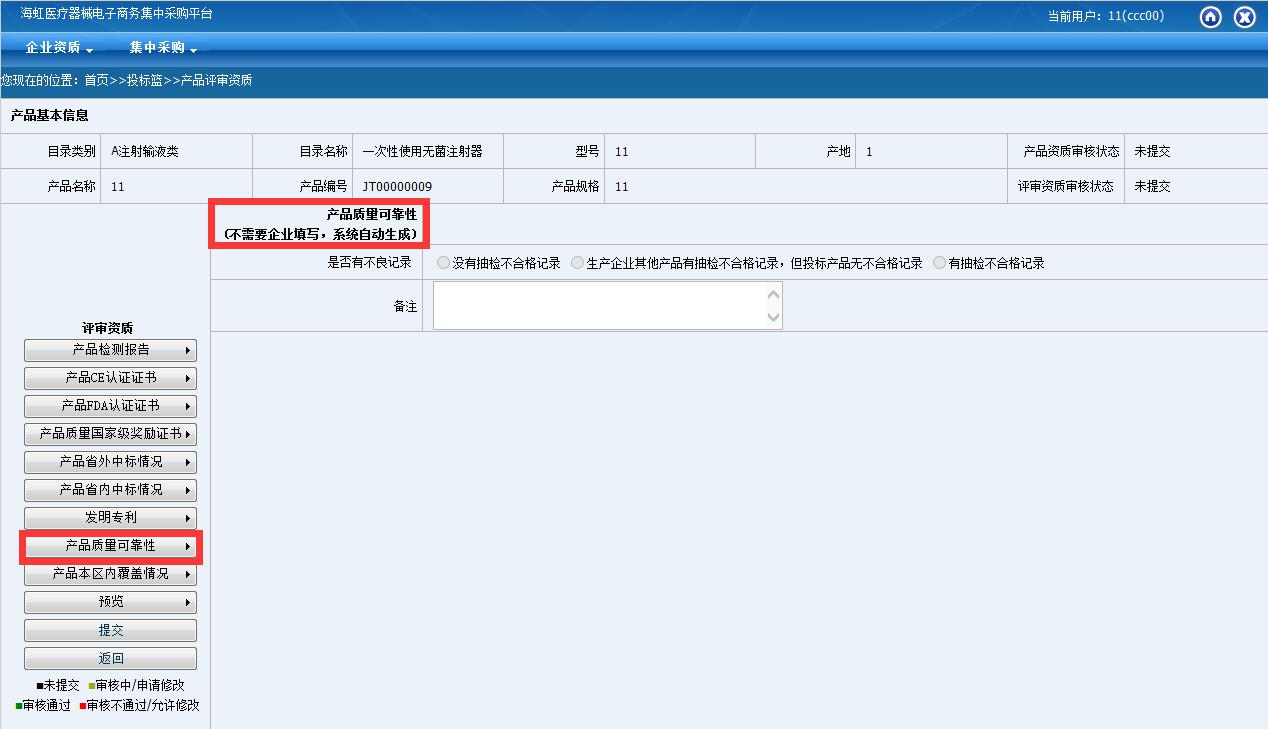 海虹医疗器械电子商务集中采购平台
当前用户：11(ccc00)
企业资质 集中采购
您现在的位置：首页>>投标篮>>产品评审资质
产品基本信息
目录类别 A注射输液类 目录名称 一次性使用无菌注射器 型号 11 产地 1 产品资质审核状态 未提交
产品名称 11 产品编号 JT00000009 产品规格 11 评审资质审核状态 未提交
产品质量可靠性
(不需要企业填写，系统自动生成)
是否有不良记录 没有抽检不合格记录 生产企业其他产品有抽检不合格记录，但投标产品无不合格记录 有抽检不合格记录
备注
评审资质
产品检测报告
产品CE认证证书
产品FDA认证证书
产品质量国家级奖励证书
产品省外中标情况
产品省内中标情况
发明专利
产品质量可靠性
产品本区内覆盖情况
预览
提交
返回
■未提交 ■审核中/申请修改
■审核通过 ■审核不通过/允许修改